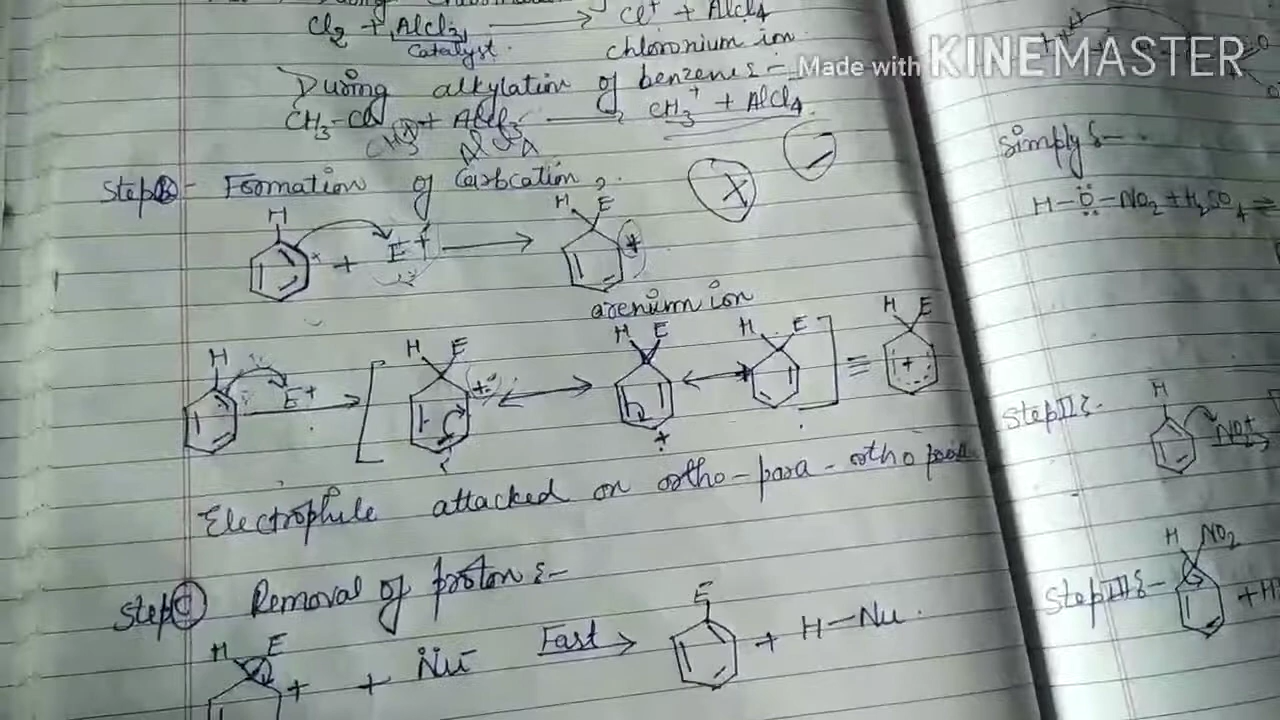 Cl₂ + AlCl₃ ⟶ Cl⁺ + AlCl₄
Catalyst. chloronium ion
Made with KINEMASTER
During alkylation of benzene:-
CH₃-Cl + AlCl₃ ⟶ CH₃⁺ + AlCl₄
Step B - Formation of Carbcation
H
+ E⁺ ⟶ H E +
arenium ion
H E⁺ ⟶ [ H E + ⟷ H E + ⟷ H E + ] ≡ H E +
Electrophile attacked on ortho-para-ortho
Step C Removal of proton:-
H E + + Nu⁻ Fast ⟶ E + H-Nu.
Simply:-
H-O-NO₂ + H₂SO₄ ⇌
Step II:-
H NO₂⁺ ⟶
Step III:- H NO₂ + H